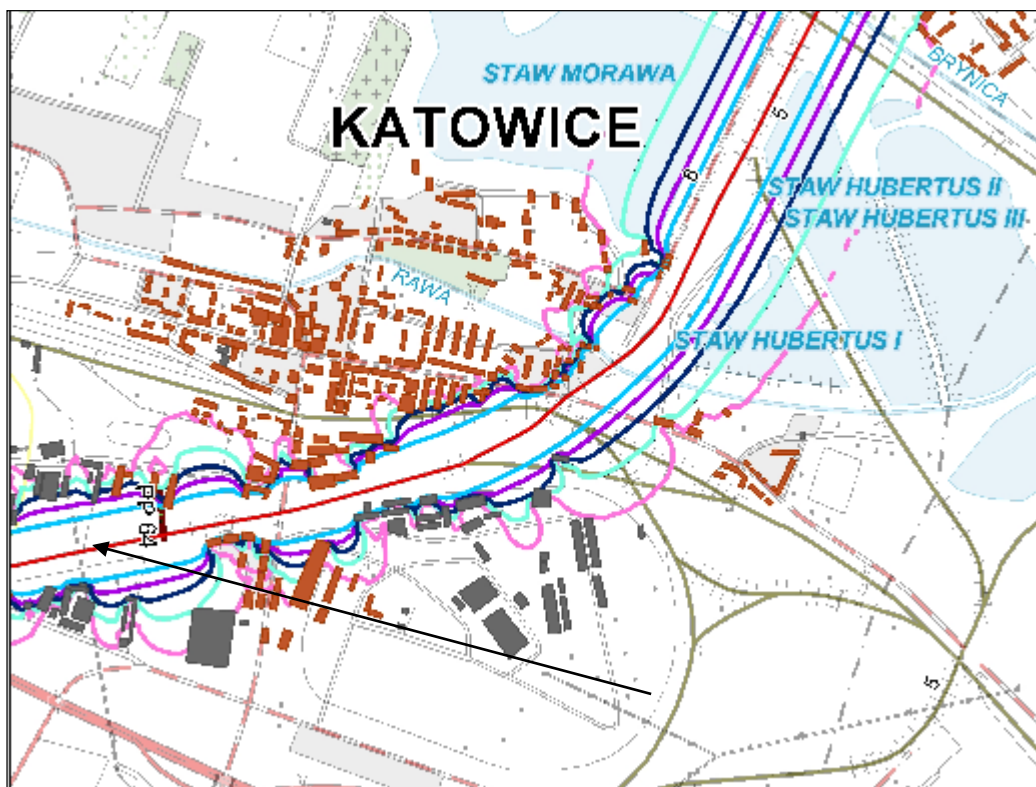 STAW MORAWA
BRYNICA
KATOWICE
5
6
STAW HUBERTUS II
STAW HUBERTUS III
RAWA
STAW HUBERTUS I
PP 64
5